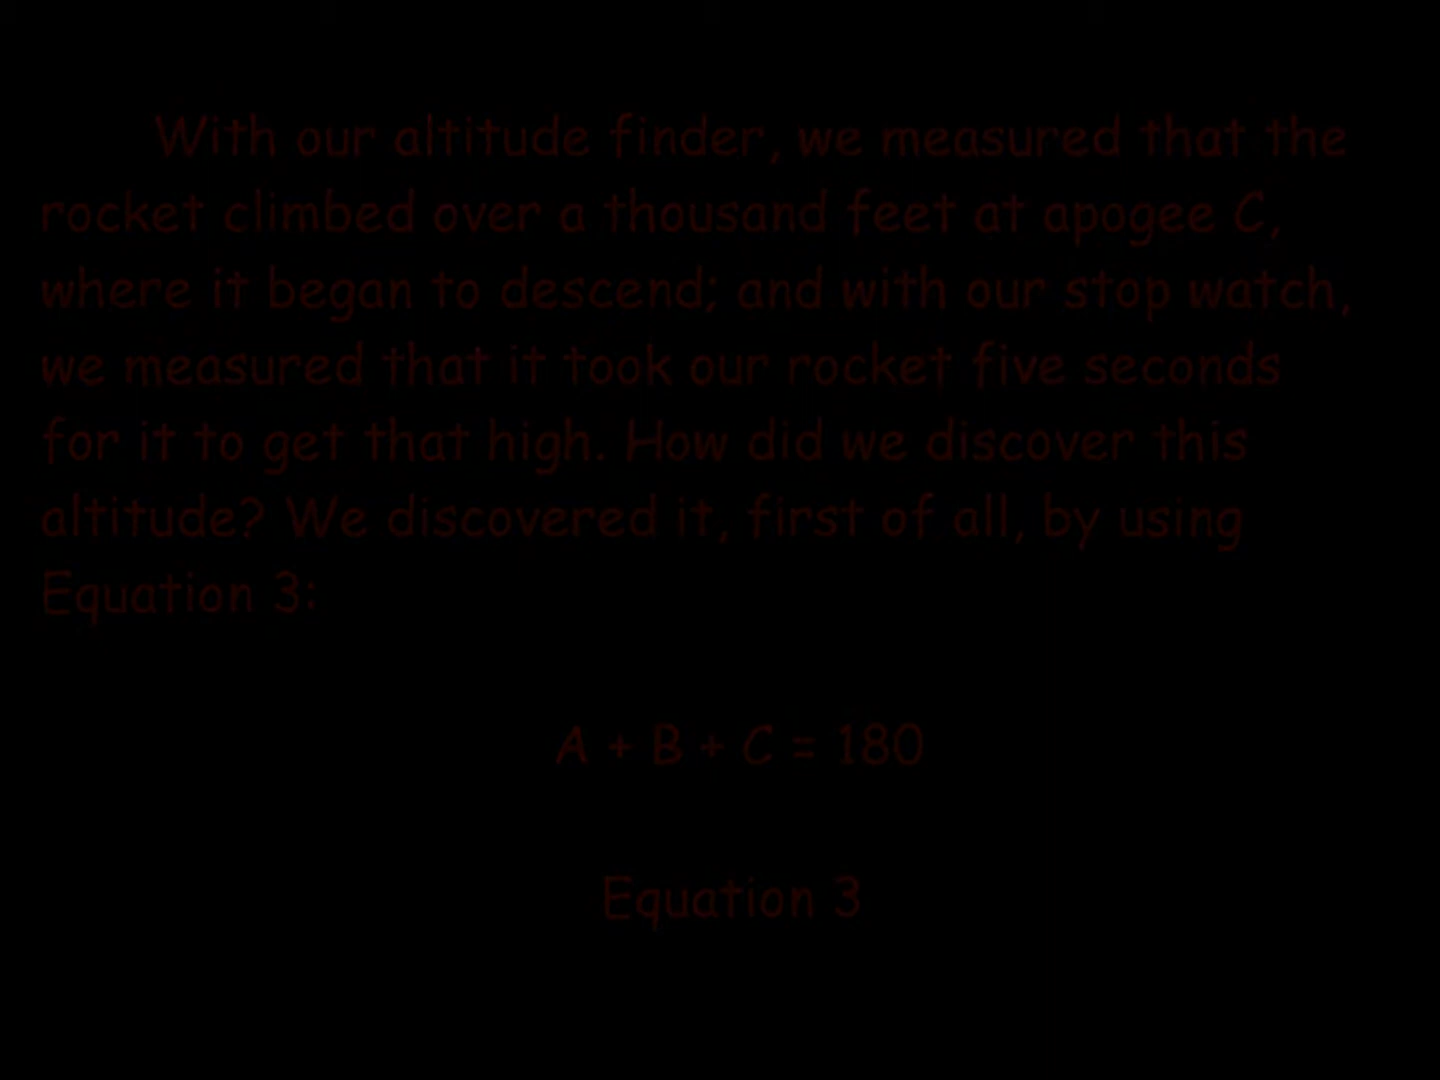 With our altitude finder, we measured that the
rocket climbed over a thousand feet at apogee C,
where it began to descend; and with our stop watch,
we measured that it took our rocket five seconds
for it to get that high. How did we discover this
altitude? We discovered it, first of all, by using
Equation 3:
A + B + C = 180
Equation 3